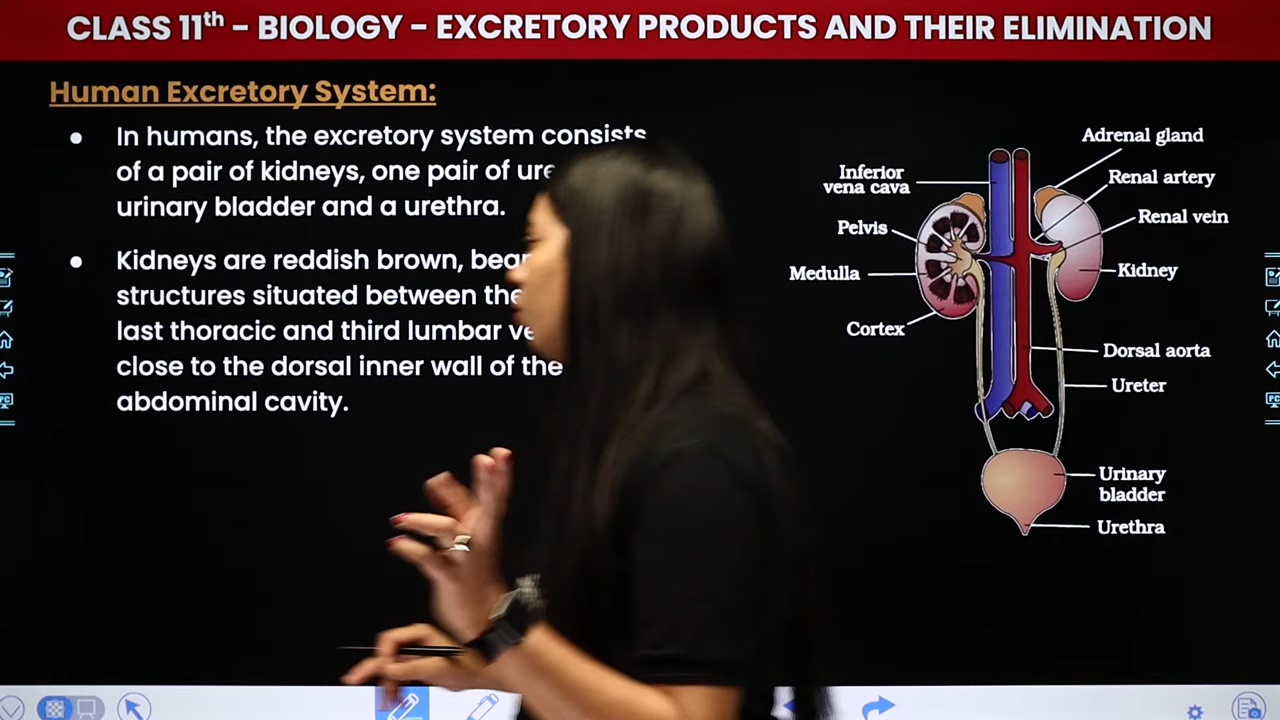 CLASS 11th - BIOLOGY - EXCRETORY PRODUCTS AND THEIR ELIMINATION
Human Excretory System:
● In humans, the excretory system consists
of a pair of kidneys, one pair of
urinary bladder and a urethra.
● Kidneys are reddish brown,
structures situated between the
last thoracic and third lumbar
close to the dorsal inner wall of the
abdominal cavity.
Adrenal gland
Inferior
vena cava
Renal artery
Renal vein
Pelvis
Medulla
Kidney
Cortex
Dorsal aorta
Ureter
Urinary
bladder
Urethra